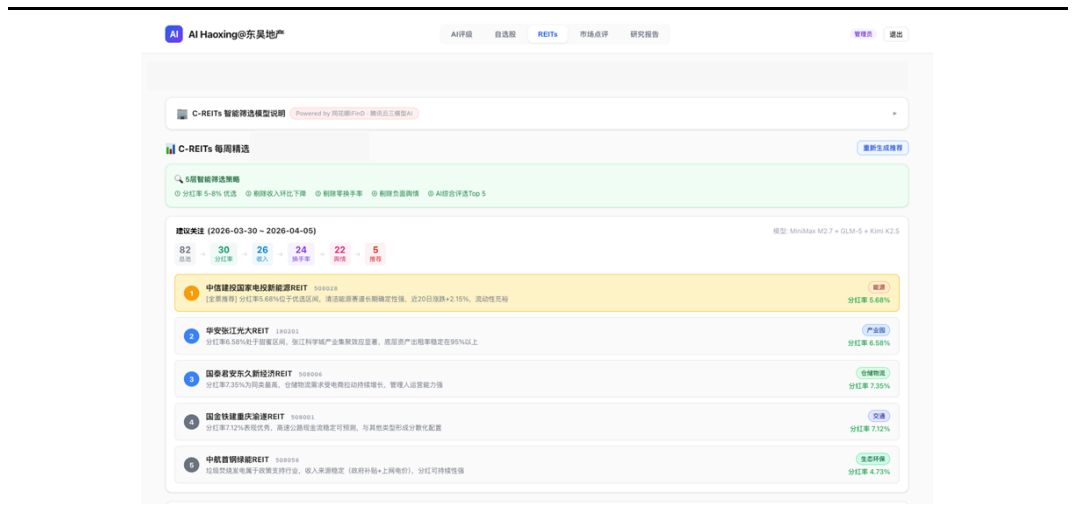 AI AI Haoxing@东吴地产 AI评级 自选股 REITs 市场点评 研究报告 管理员 退出
C-REITs 智能筛选模型说明 Powered by 同花顺iFinD · 腾讯云三模型AI
C-REITs 每周精选 重新生成推荐
5层智能筛选策略
① 分红率 5-8% 优选 ② 剔除收入环比下降 ③ 剔除零换手率 ④ 剔除负面舆情 ⑤ AI综合评选Top 5
建议关注 (2026-03-30 ~ 2026-04-05) 模型: MiniMax M2.7 + GLM-5 + Kimi K2.5
82 → 30 → 26 → 24 → 22 → 5
总池 分红率 收入 换手率 舆情 推荐
1 中信建投国家电投新能源REIT 508028 能源
[全票推荐] 分红率5.68%位于优选区间，清洁能源赛道长期确定性强，近20日涨跌+2.15%，流动性充裕 分红率 5.68%
2 华安张江光大REIT 180201 产业园
分红率6.58%处于甜蜜区间，张江科学城产业集聚效应显著，底层资产出租率稳定在95%以上 分红率 6.58%
3 国泰君安东久新经济REIT 508006 仓储物流
分红率7.35%为同类最高，仓储物流需求受电商拉动持续增长，管理人运营能力强 分红率 7.35%
4 国金铁建重庆渝遂REIT 508001 交通
分红率7.12%表现优秀，高速公路现金流稳定可预测，与其他类型形成分散化配置 分红率 7.12%
5 中航首钢绿能REIT 508056 生态环保
垃圾焚烧发电属于政策支持行业，收入来源稳定（政府补贴+上网电价），分红可持续性强 分红率 4.73%